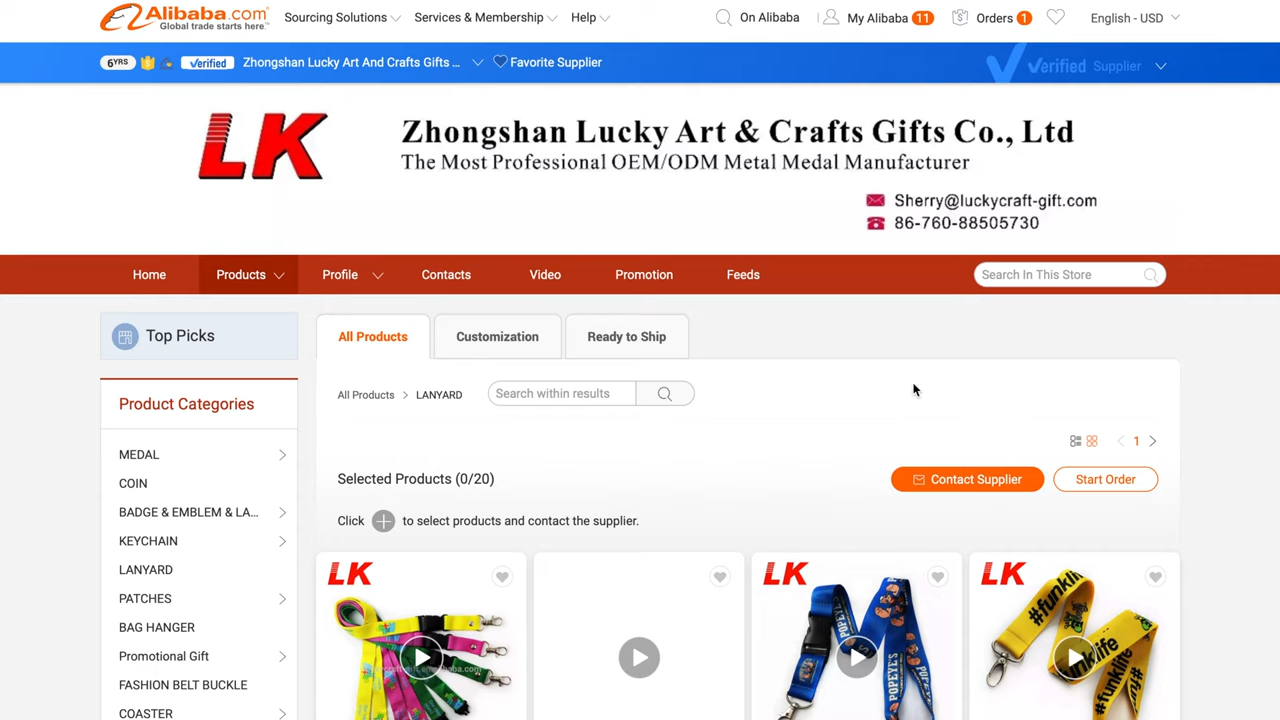 Alibaba.com
Global trade starts here.™
Sourcing Solutions
Services & Membership
Help
On Alibaba
My Alibaba 11
Orders 1
English - USD
6YRS
Verified
Zhongshan Lucky Art And Crafts Gifts ...
Favorite Supplier
Verified Supplier
LK
Zhongshan Lucky Art & Crafts Gifts Co., Ltd
The Most Professional OEM/ODM Metal Medal Manufacturer
Sherry@luckycraft-gift.com
86-760-88505730
Home
Products
Profile
Contacts
Video
Promotion
Feeds
Search In This Store
Top Picks
Product Categories
MEDAL
COIN
BADGE & EMBLEM & LA...
KEYCHAIN
LANYARD
PATCHES
BAG HANGER
Promotional Gift
FASHION BELT BUCKLE
COASTER
All Products
Customization
Ready to Ship
All Products > LANYARD
Search within results
1
Selected Products (0/20)
Contact Supplier
Start Order
Click + to select products and contact the supplier.
LK
LK
POPEYES
LK
#funklife
#funklife